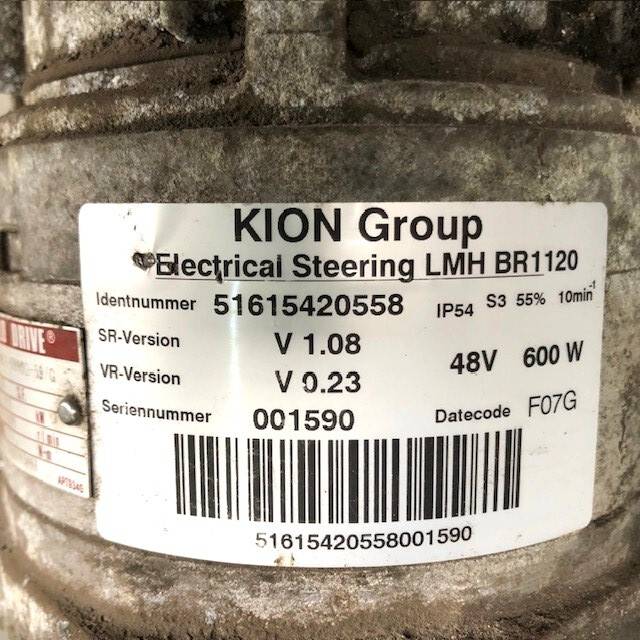 KION Group
Electrical Steering LMH BR1120
Identnummer 51615420558 IP54 S3 55% 10min⁻¹
SR-Version V 1.08
VR-Version V 0.23 48V 600 W
Seriennummer 001590 Datecode F07G
51615420558001590
DRIVE®